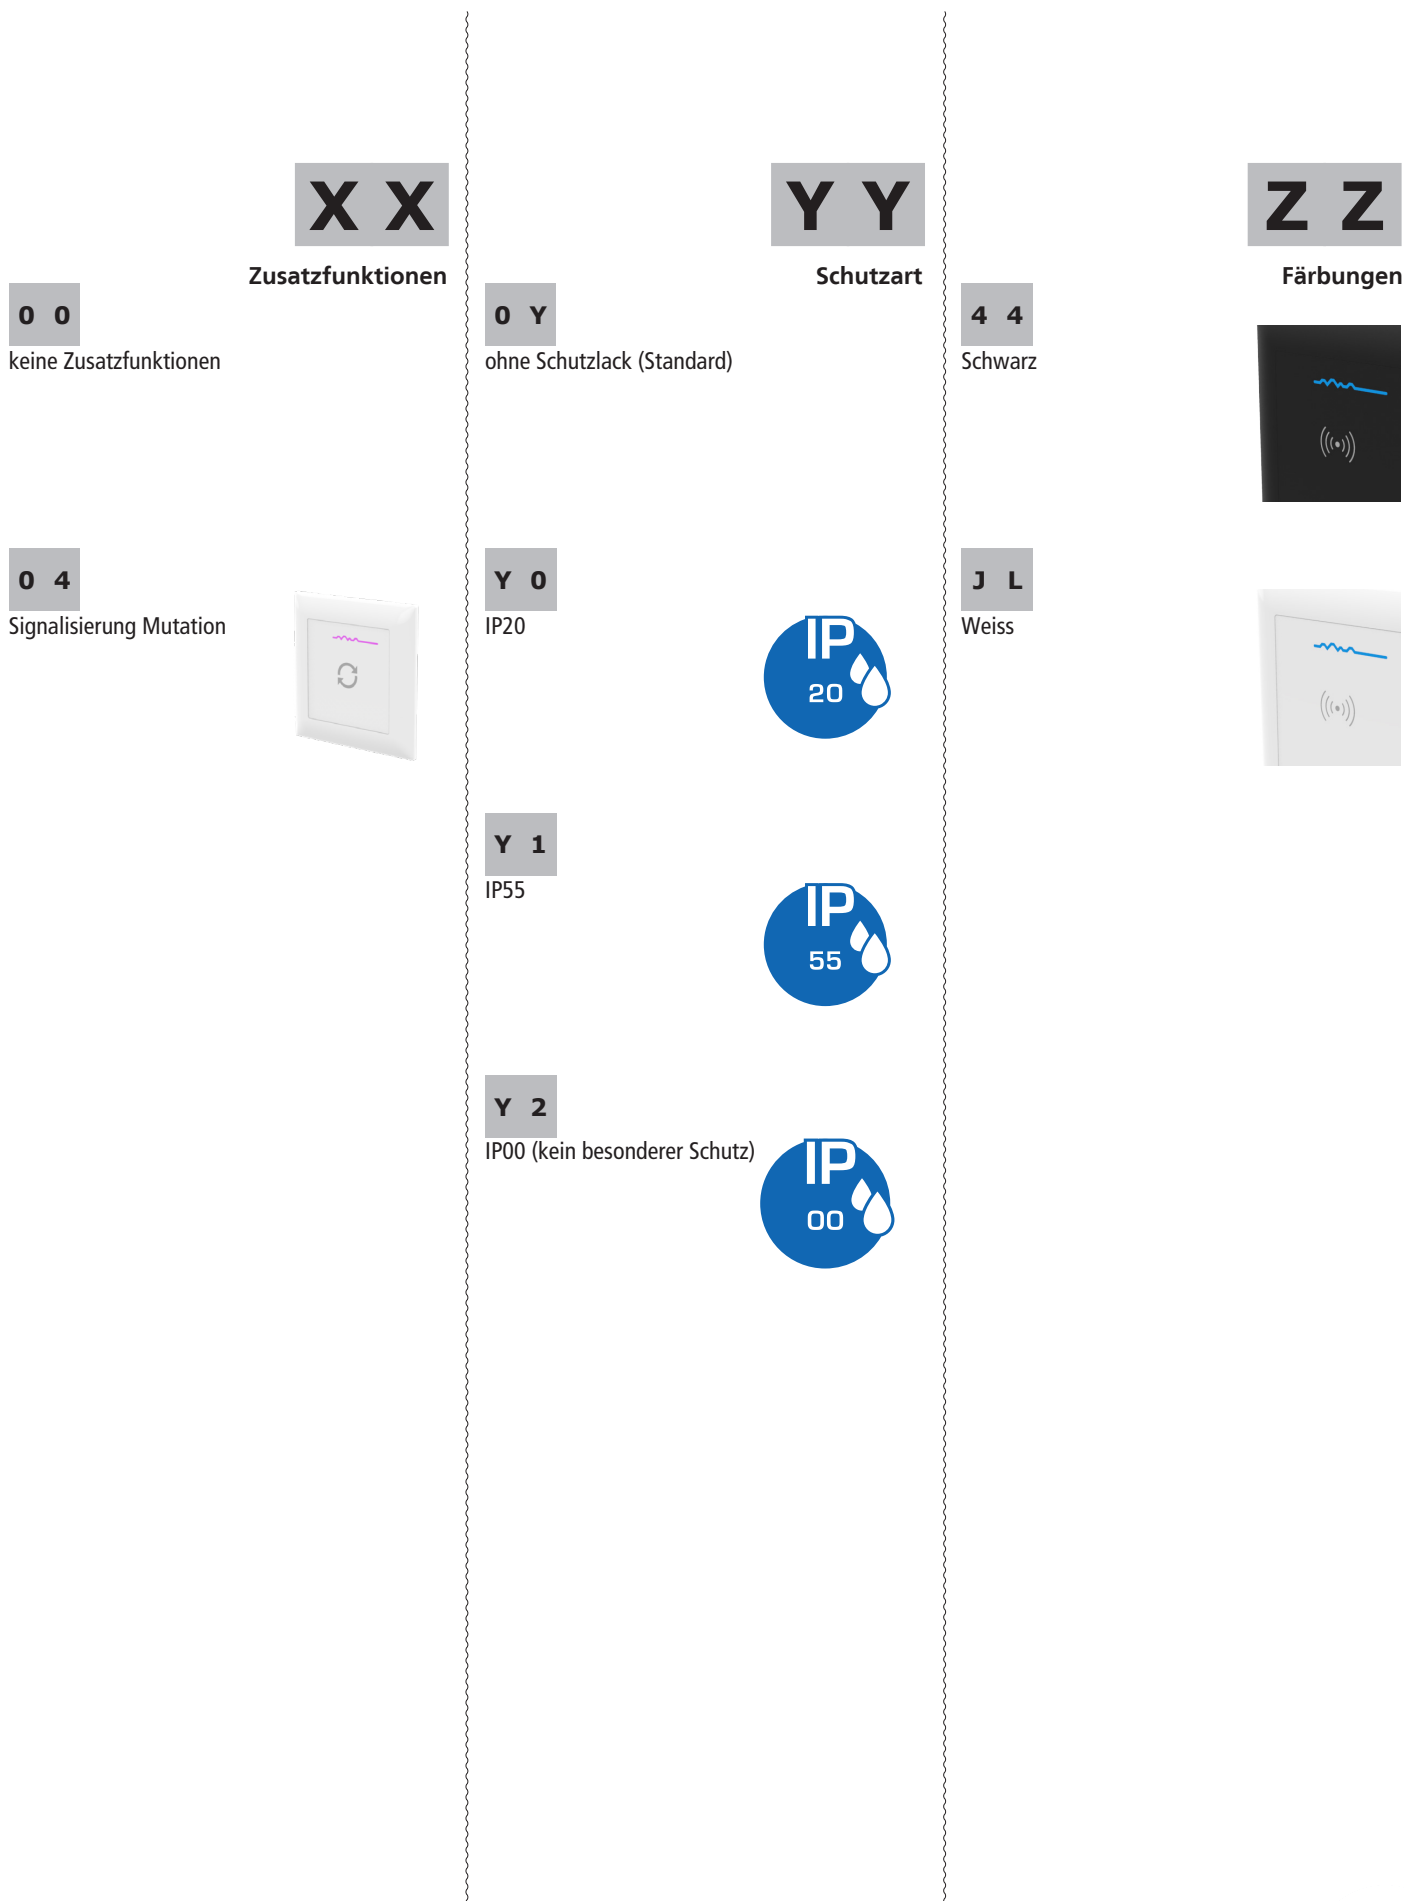 X X
Zusatzfunktionen
0 0
keine Zusatzfunktionen
0 4
Signalisierung Mutation
Y Y
Schutzart
0 Y
ohne Schutzlack (Standard)
Y 0
IP20
IP
20
Y 1
IP55
IP
55
Y 2
IP00 (kein besonderer Schutz)
IP
00
Z Z
Färbungen
4 4
Schwarz
J L
Weiss